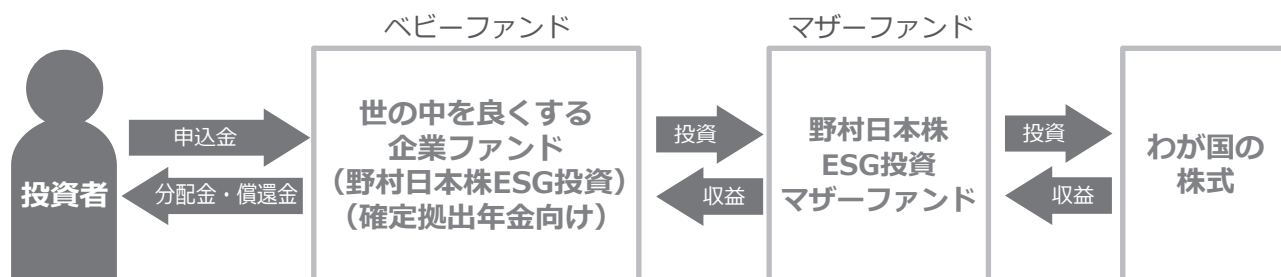 ベビーファンド
マザーファンド
投資者
申込金
分配金・償還金
世の中を良くする
企業ファンド
（野村日本株ESG投資）
（確定拠出年金向け）
投資
収益
野村日本株
ESG投資
マザーファンド
投資
収益
わが国の
株式